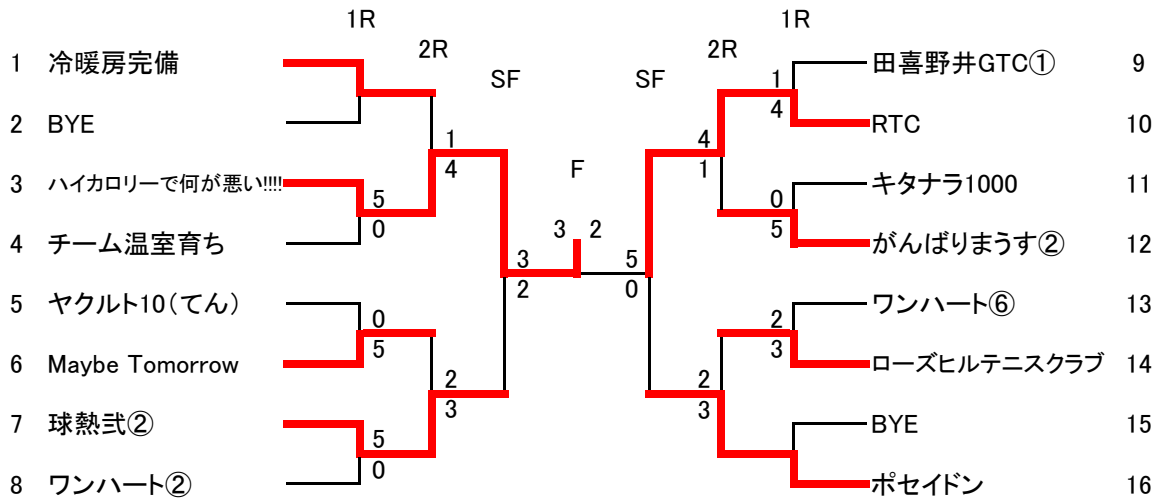 1R 1R
2R 2R
SF SF
F
1 冷暖房完備
2 BYE
3 ハイカロリーで何が悪い!!!!
4 チーム温室育ち
5 ヤクルト10(てん)
6 Maybe Tomorrow
7 球熱弐②
8 ワンハート②
1
4
5
0
0
5
2
3
5
0
3
2
3 2
5
0
4
1
1
4
0
5
2
3
2
3
田喜野井GTC① 9
RTC 10
キタナラ1000 11
がんばりまうす② 12
ワンハート⑥ 13
ローズヒルテニスクラブ 14
BYE 15
ポセイドン 16